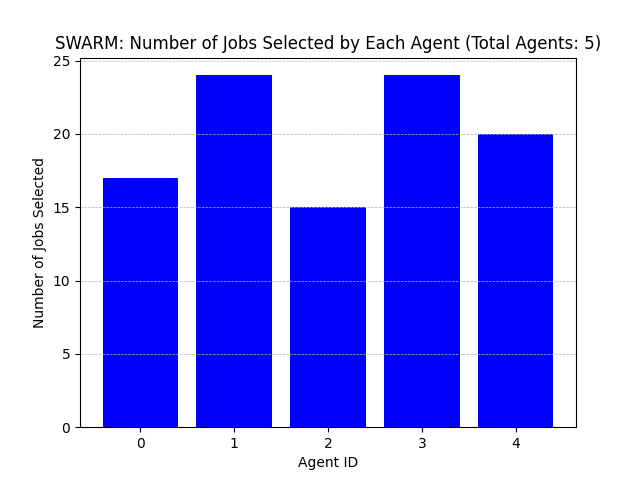 SWARM: Number of Jobs Selected by Each Agent (Total Agents: 5)
25
20
15
10
5
0
Number of Jobs Selected
0 1 2 3 4
Agent ID